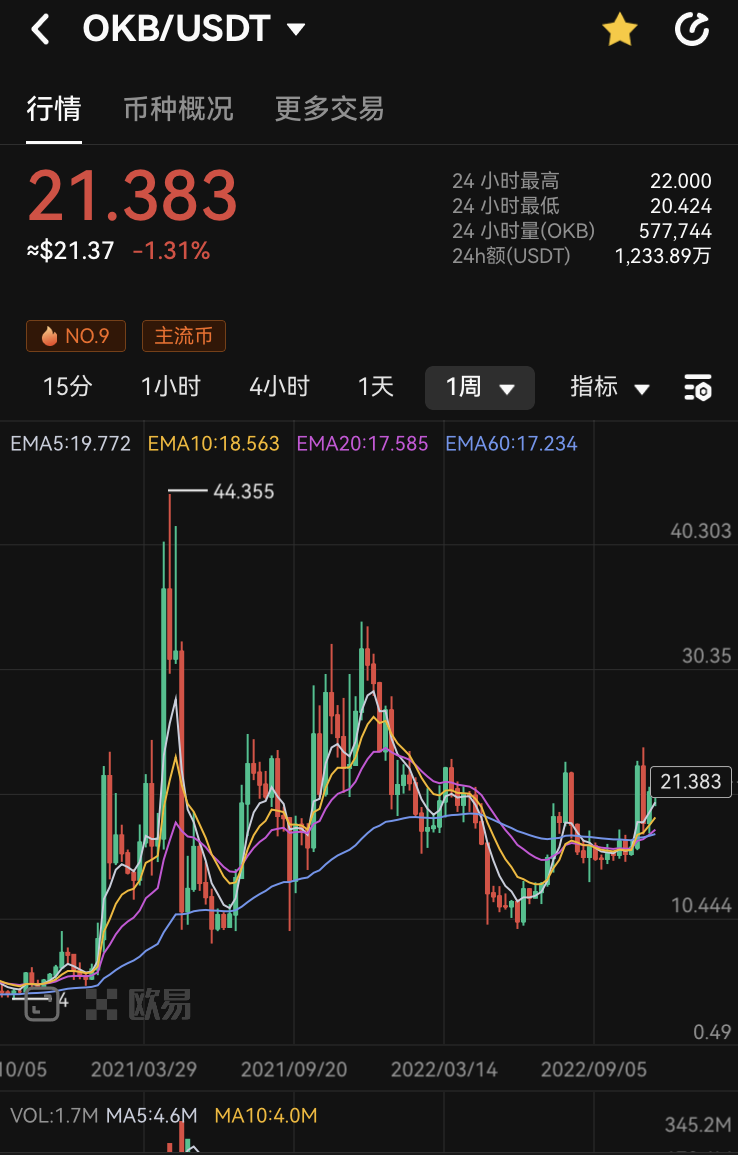 OKB/USDT
行情 币种概况 更多交易
21.383
≈$21.37 -1.31%
24 小时最高 22.000
24 小时最低 20.424
24 小时量(OKB) 577,744
24h额(USDT) 1,233.89万
NO.9 主流币
15分 1小时 4小时 1天 1周 指标
EMA5:19.772 EMA10:18.563 EMA20:17.585 EMA60:17.234
44.355
40.303
30.35
21.383
10.444
4
欧易
0.49
10/05 2021/03/29 2021/09/20 2022/03/14 2022/09/05
VOL:1.7M MA5:4.6M MA10:4.0M
345.2M